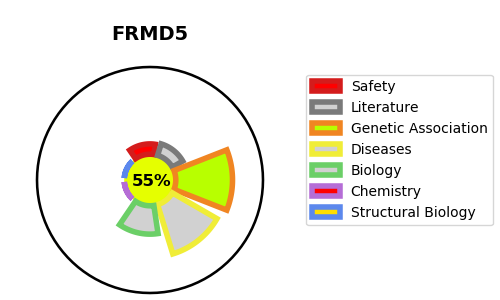 FRMD5
55%
Safety
Literature
Genetic Association
Diseases
Biology
Chemistry
Structural Biology